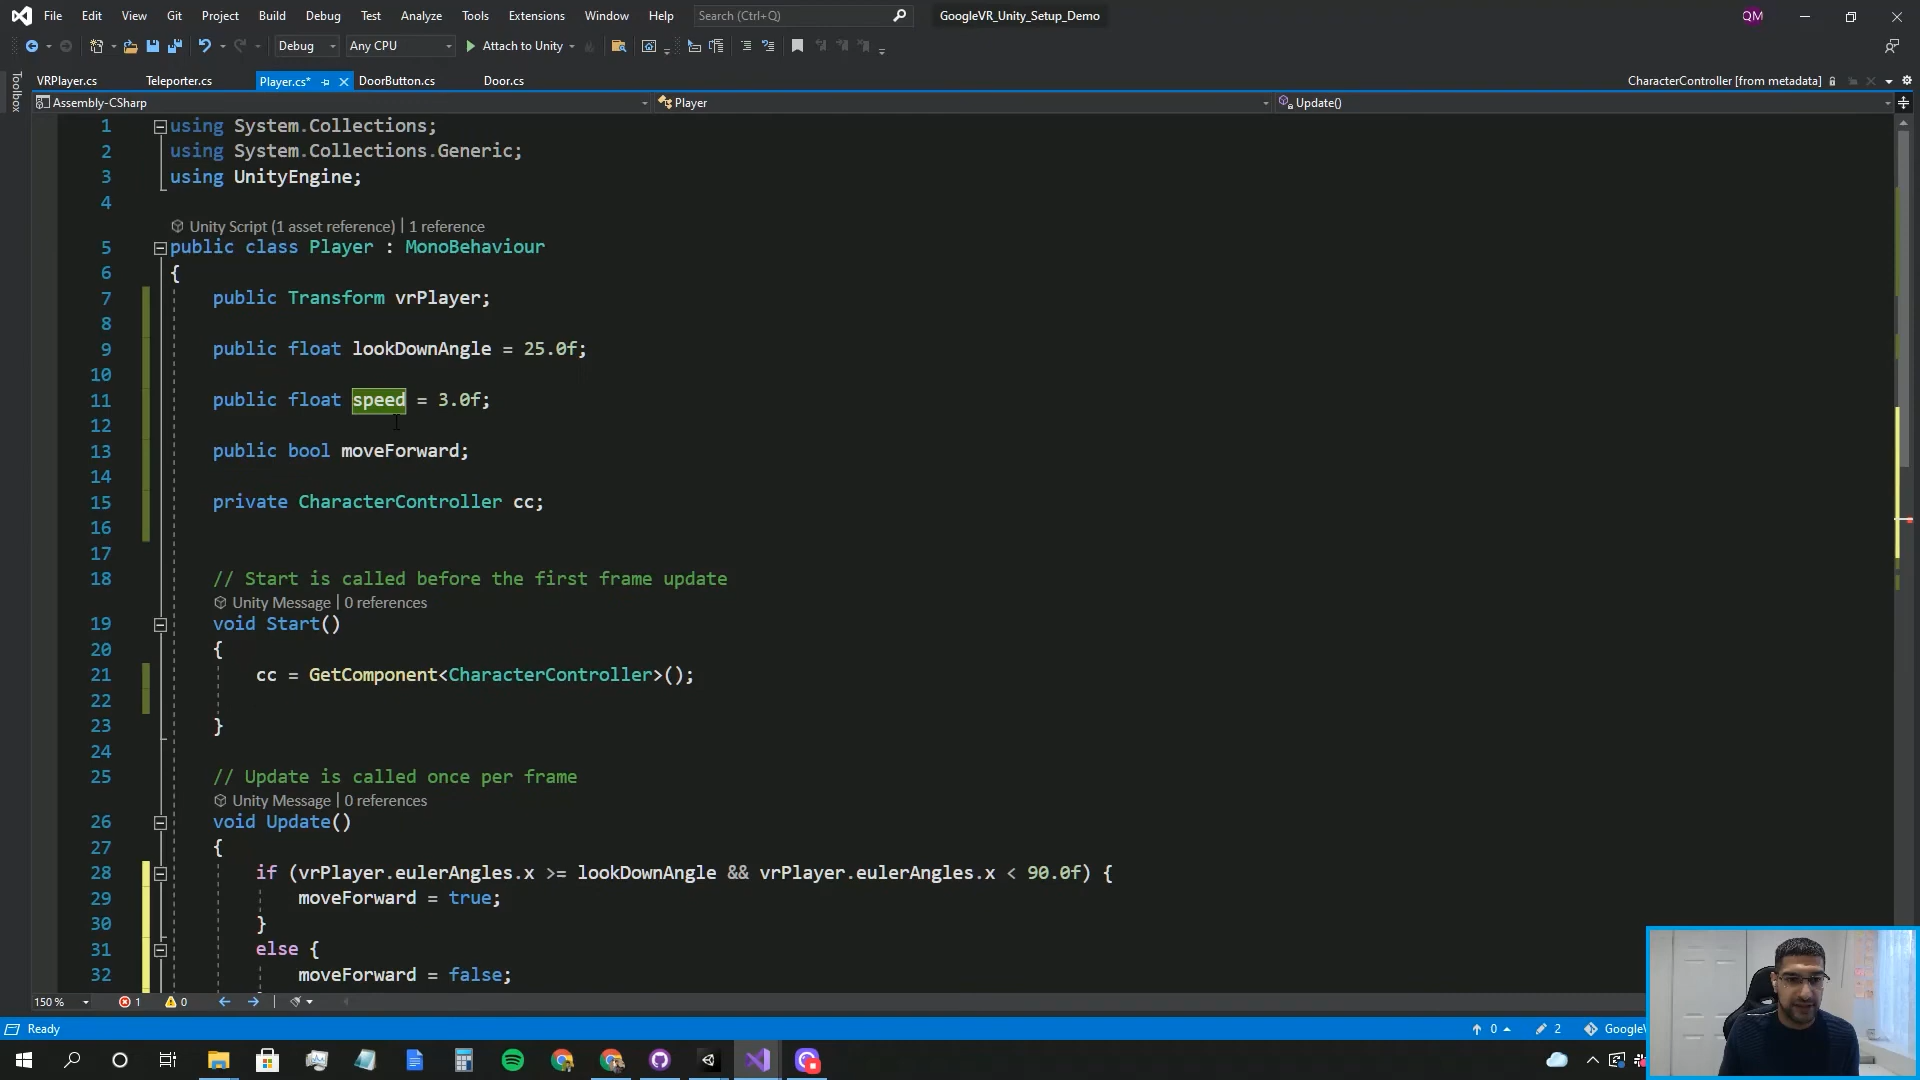 File Edit View Git Project Build Debug Test Analyze Tools Extensions Window Help Search (Ctrl+Q) GoogleVR_Unity_Setup_Demo QM
Debug Any CPU Attach to Unity
VRPlayer.cs Teleporter.cs Player.cs* DoorButton.cs Door.cs CharacterController [from metadata]
Toolbox
Assembly-CSharp Player Update()
1 using System.Collections;
2 using System.Collections.Generic;
3 using UnityEngine;
4
Unity Script (1 asset reference) | 1 reference
5 public class Player : MonoBehaviour
6 {
7 public Transform vrPlayer;
8
9 public float lookDownAngle = 25.0f;
10
11 public float speed = 3.0f;
12
13 public bool moveForward;
14
15 private CharacterController cc;
16
17
18 // Start is called before the first frame update
Unity Message | 0 references
19 void Start()
20 {
21 cc = GetComponent<CharacterController>();
22
23 }
24
25 // Update is called once per frame
Unity Message | 0 references
26 void Update()
27 {
28 if (vrPlayer.eulerAngles.x >= lookDownAngle && vrPlayer.eulerAngles.x < 90.0f) {
29 moveForward = true;
30 }
31 else {
32 moveForward = false;
150 % 1 0
Ready 0 2 GoogleV